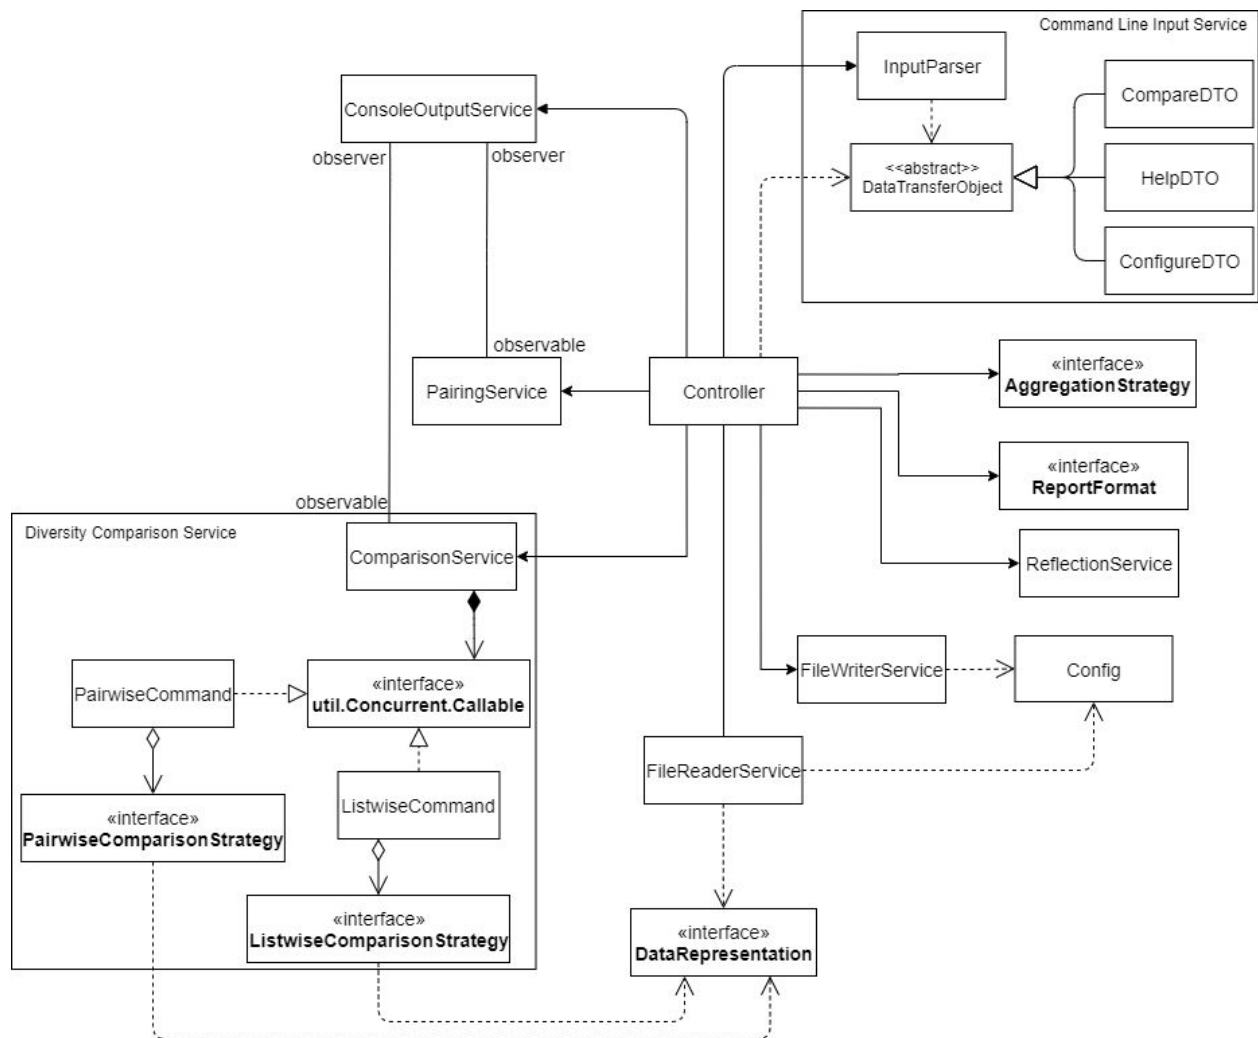 Command Line Input Service
InputParser
CompareDTO
ConsoleOutputService
observer
observer
<<abstract>>
DataTransferObject
HelpDTO
ConfigureDTO
observable
«interface»
AggregationStrategy
PairingService
Controller
«interface»
ReportFormat
observable
Diversity Comparison Service
ComparisonService
ReflectionService
PairwiseCommand
«interface»
util.Concurrent.Callable
FileWriterService
Config
FileReaderService
ListwiseCommand
«interface»
PairwiseComparisonStrategy
«interface»
ListwiseComparisonStrategy
«interface»
DataRepresentation